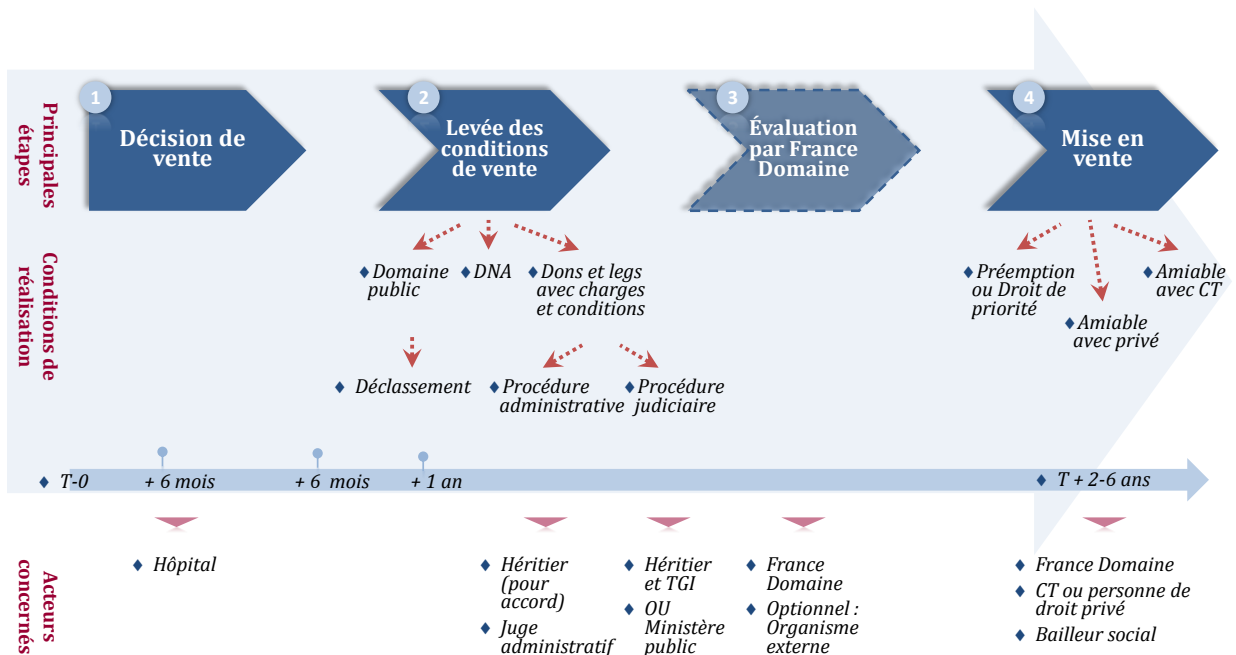 Principales
étapes
1
Décision de
vente
2
Levée des
conditions
de vente
3
Évaluation
par France
Domaine
4
Mise en
vente
Conditions de
réalisation
♦ Domaine
public
♦ DNA
♦ Dons et legs
avec charges
et conditions
♦ Préemption
ou Droit de
priorité
♦ Amiable
avec privé
♦ Amiable
avec CT
♦ Déclassement
♦ Procédure
administrative
♦ Procédure
judiciaire
♦ T-0
+ 6 mois
+ 6 mois
+ 1 an
♦ T + 2-6 ans
Acteurs
concernés
♦ Hôpital
♦ Héritier
(pour
accord)
♦ Juge
administratif
♦ Héritier
et TGI
♦ OU
Ministère
public
♦ France
Domaine
♦ Optionnel :
Organisme
externe
♦ France Domaine
♦ CT ou personne de
droit privé
♦ Bailleur social